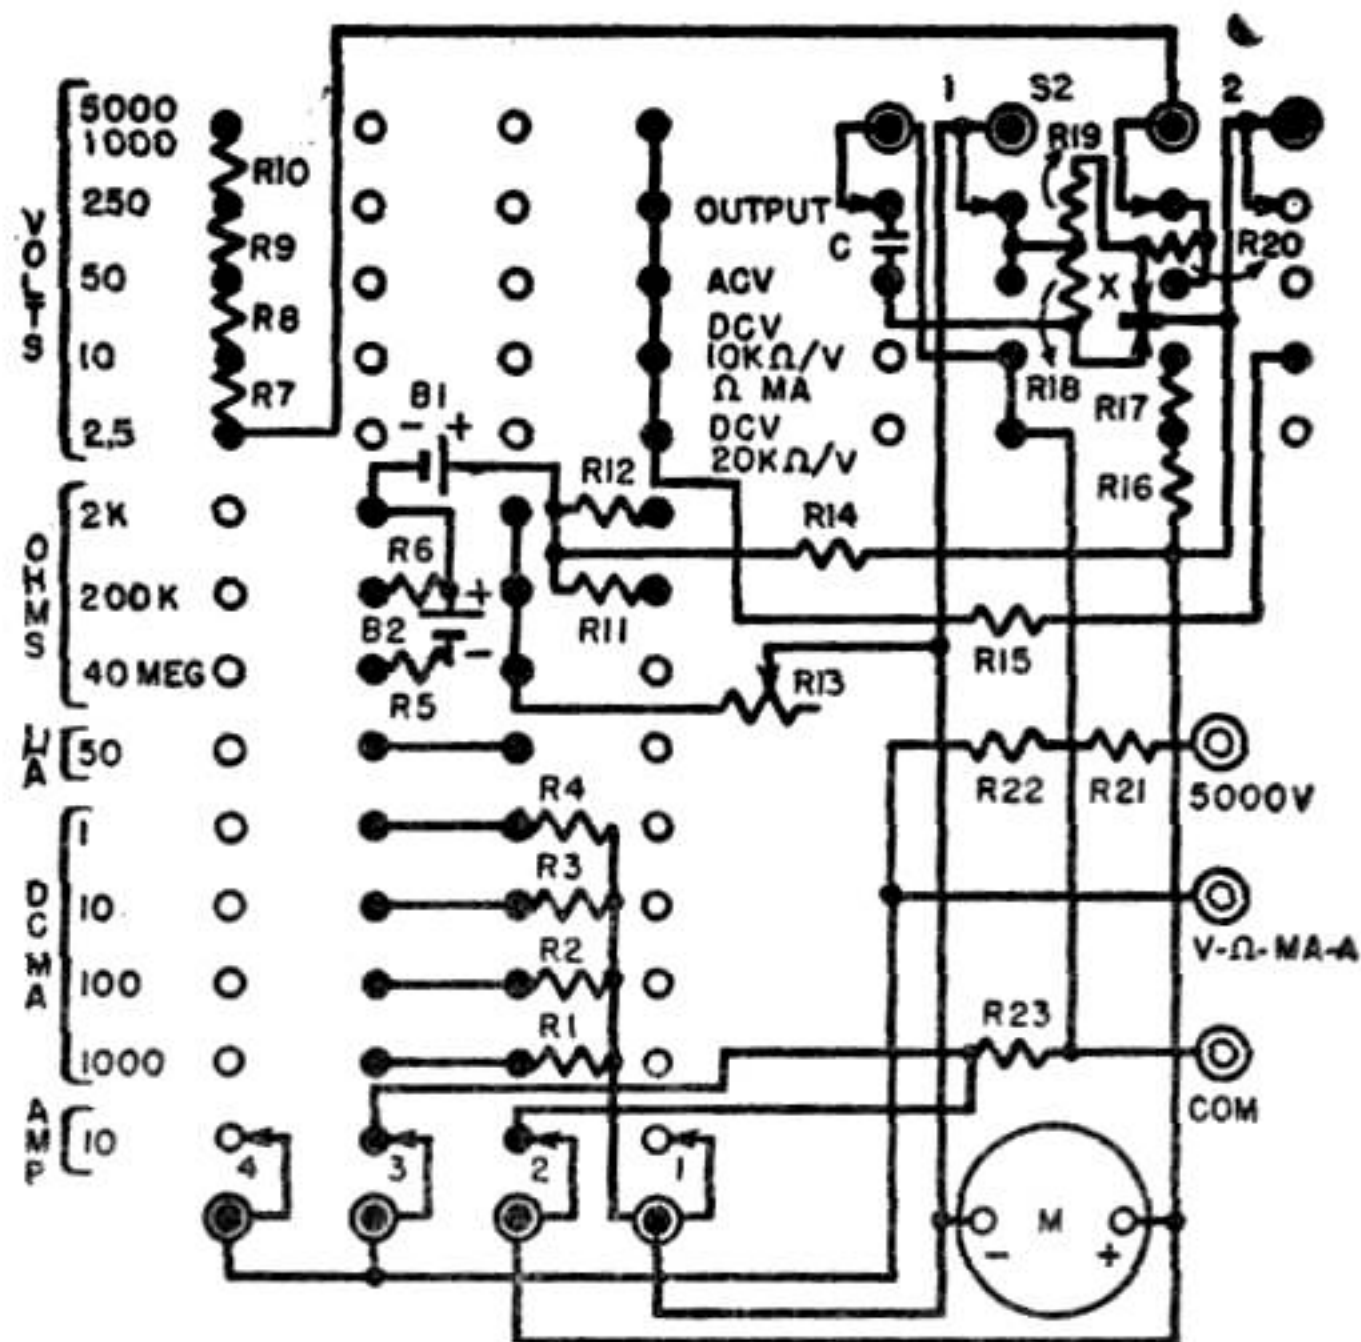 VOLTS
5000
1000
250
50
10
2.5
OHMS
2K
200K
40 MEG
μA
50
DC MA
1
10
100
1000
AMP
10
R10
R9
R8
R7
B1
- +
R6
+
B2
-
R5
R12
R11
R14
R13
R15
R4
R3
R2
R1
4
3
2
1
1
S2
2
R19
OUTPUT
C
R20
ACV
X
DCV
10KΩ/V
Ω MA
DCV
20KΩ/V
R18
R17
R16
R22
R21
5000V
V-Ω-MA-A
R23
COM
M
- +